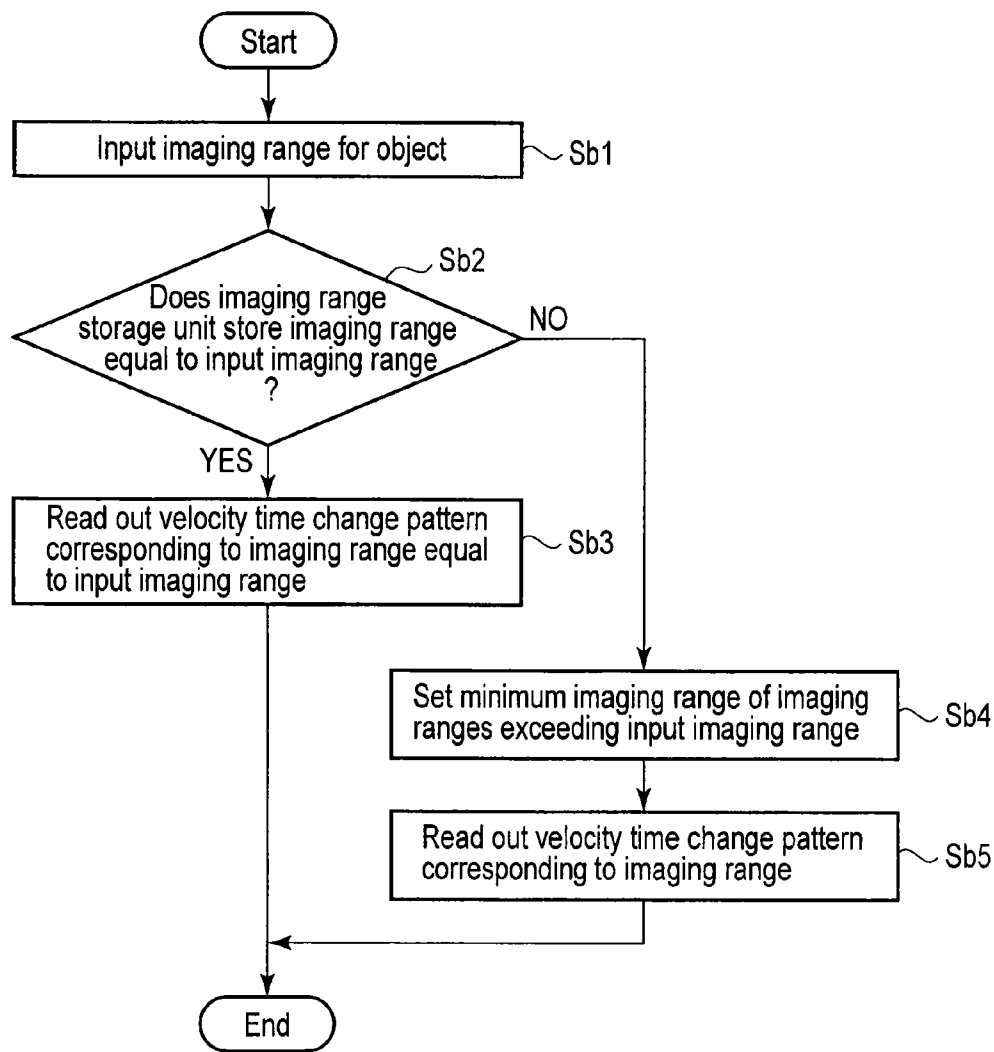 Start
Input imaging range for object
Sb1
Sb2
Does imaging range
storage unit store imaging range
equal to input imaging range
?
NO
YES
Read out velocity time change pattern
corresponding to imaging range equal
to input imaging range
Sb3
Set minimum imaging range of imaging
ranges exceeding input imaging range
Sb4
Read out velocity time change pattern
corresponding to imaging range
Sb5
End